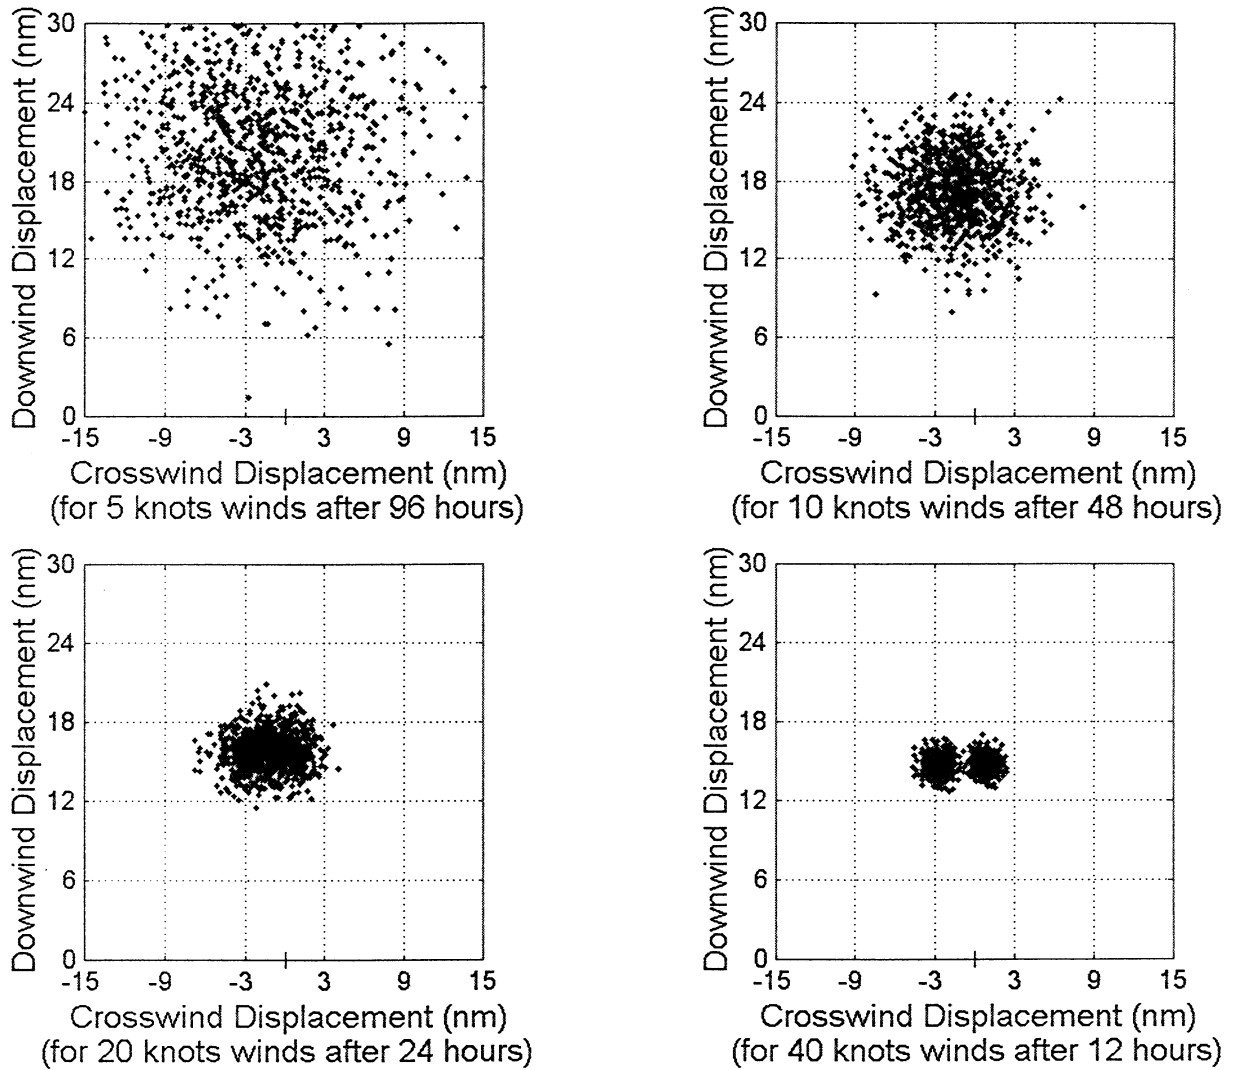 Downwind Displacement (nm)
30
24
18
12
6
0
-15 -9 -3 3 9 15
Crosswind Displacement (nm)
(for 5 knots winds after 96 hours)
Downwind Displacement (nm)
30
24
18
12
6
0
-15 -9 -3 3 9 15
Crosswind Displacement (nm)
(for 10 knots winds after 48 hours)
Downwind Displacement (nm)
30
24
18
12
6
0
-15 -9 -3 3 9 15
Crosswind Displacement (nm)
(for 20 knots winds after 24 hours)
Downwind Displacement (nm)
30
24
18
12
6
0
-15 -9 -3 3 9 15
Crosswind Displacement (nm)
(for 40 knots winds after 12 hours)